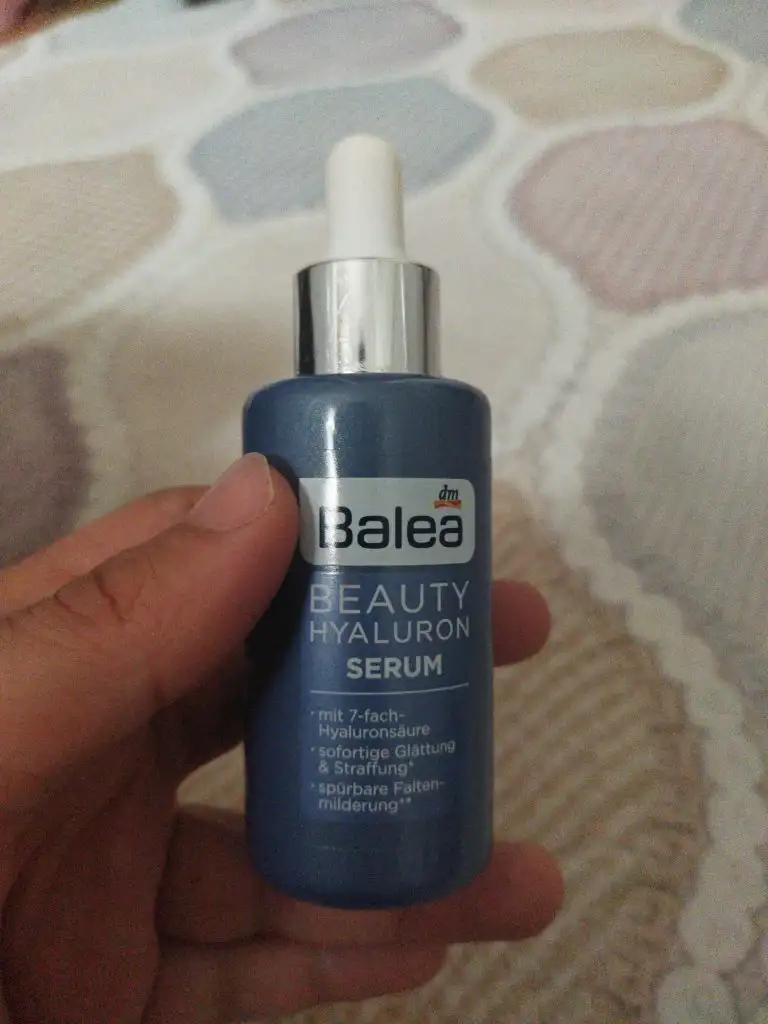 dm
Balea
BEAUTY
HYALURON
SERUM
· mit 7-fach-
Hyaluronsäure
· sofortige Glättung
& Straffung*
· spürbare Falten-
milderung**